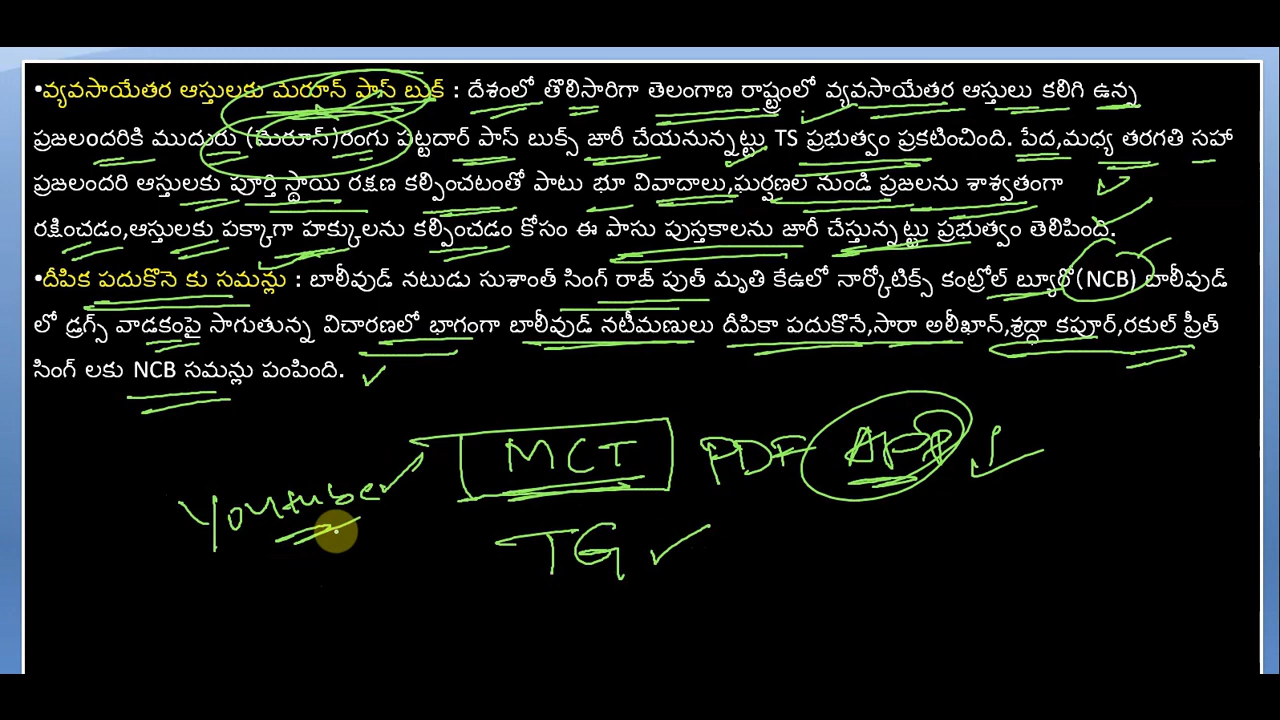 •వ్యవసాయేతర ఆస్తులకు మెరూన్ పాస్ బుక్ : దేశంలో తొలిసారిగా తెలంగాణ రాష్ట్రంలో వ్యవసాయేతర ఆస్తులు కలిగి ఉన్న
ప్రజలందరికి ముదురు (మెరూన్)రంగు పట్టదార్ పాస్ బుక్స్ జారీ చేయనున్నట్టు TS ప్రభుత్వం ప్రకటించింది. పేద,మధ్య తరగతి సహా
ప్రజలందరి ఆస్తులకు పూర్తి స్థాయి రక్షణ కల్పించటంతో పాటు భూ వివాదాలు,ఘర్షణల నుండి ప్రజలను శాశ్వతంగా
రక్షించడం,ఆస్తులకు పక్కాగా హక్కులను కల్పించడం కోసం ఈ పాసు పుస్తకాలను జారీ చేస్తున్నట్టు ప్రభుత్వం తెలిపింది.
•దీపిక పదుకొనె కు సమన్లు : బాలీవుడ్ నటుడు సుశాంత్ సింగ్ రాజ్ పుత్ మృతి కేఉలో నార్కోటిక్స్ కంట్రోల్ బ్యూరో(NCB) బాలీవుడ్
లో డ్రగ్స్ వాడకంపై సాగుతున్న విచారణలో భాగంగా బాలీవుడ్ నటీమణులు దీపికా పదుకొనే,సారా అలీఖాన్,శ్రద్ధా కపూర్,రకుల్ ప్రీత్
సింగ్ లకు NCB సమన్లు పంపింది.
MCT PDF APP
Youtube
TG